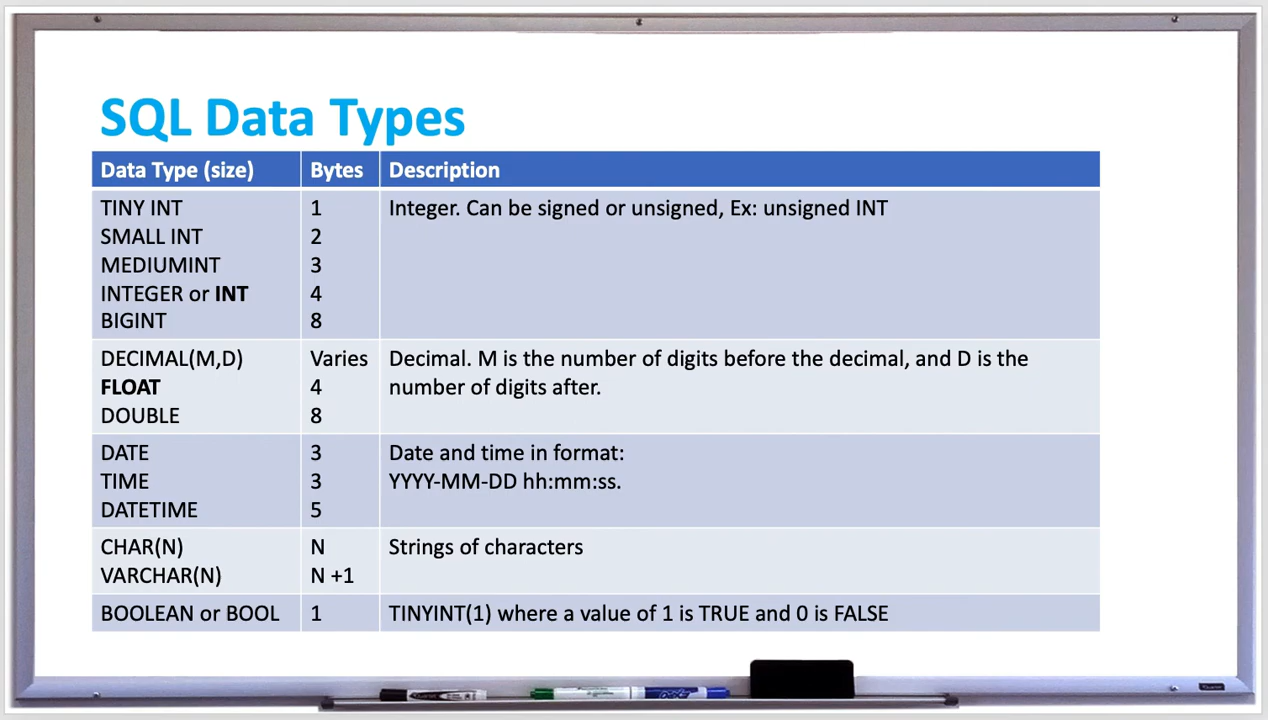 SQL Data Types
Data Type (size) Bytes Description
TINY INT 1 Integer. Can be signed or unsigned, Ex: unsigned INT
SMALL INT 2
MEDIUMINT 3
INTEGER or INT 4
BIGINT 8
DECIMAL(M,D) Varies Decimal. M is the number of digits before the decimal, and D is the
FLOAT 4 number of digits after.
DOUBLE 8
DATE 3 Date and time in format:
TIME 3 YYYY-MM-DD hh:mm:ss.
DATETIME 5
CHAR(N) N Strings of characters
VARCHAR(N) N +1
BOOLEAN or BOOL 1 TINYINT(1) where a value of 1 is TRUE and 0 is FALSE